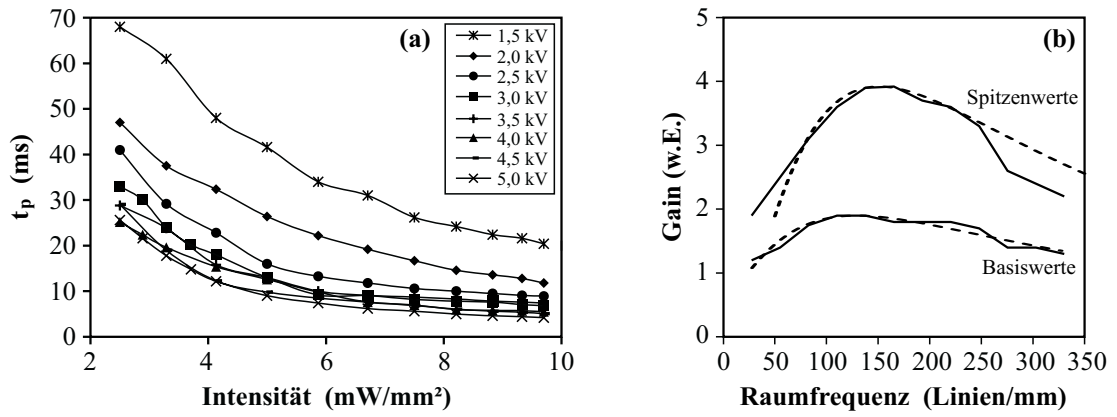 70
60
50
40
30
20
10
0
2
4
6
8
10
t_p (ms)
Intensität (mW/mm²)
(a)
1,5 kV
2,0 kV
2,5 kV
3,0 kV
3,5 kV
4,0 kV
4,5 kV
5,0 kV
5
4
3
2
1
0
0
50
100
150
200
250
300
350
Gain (w.E.)
Raumfrequenz (Linien/mm)
(b)
Spitzenwerte
Basiswerte